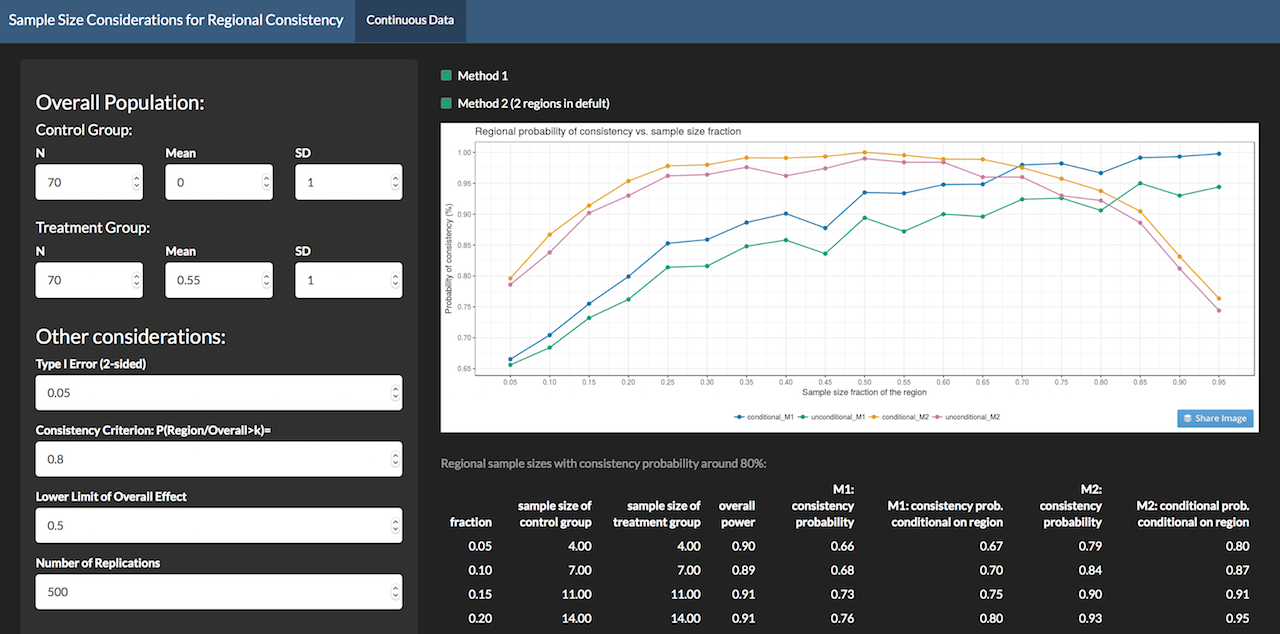 Sample Size Considerations for Regional Consistency
Continuous Data
Overall Population:
Control Group:
N Mean SD
70 0 1
Treatment Group:
N Mean SD
70 0.55 1
Other considerations:
Type I Error (2-sided)
0.05
Consistency Criterion: P(Region/Overall>k)=
0.8
Lower Limit of Overall Effect
0.5
Number of Replications
500
Method 1
Method 2 (2 regions in defult)
Regional probability of consistency vs. sample size fraction
Probability of consistency (%)
1.00
0.95
0.90
0.85
0.80
0.75
0.70
0.65
0.05 0.10 0.15 0.20 0.25 0.30 0.35 0.40 0.45 0.50 0.55 0.60 0.65 0.70 0.75 0.80 0.85 0.90 0.95
Sample size fraction of the region
conditional_M1 unconditional_M1 conditional_M2 unconditional_M2
Share Image
Regional sample sizes with consistency probability around 80%:
fraction sample size of control group sample size of treatment group overall power M1: consistency probability M1: consistency prob. conditional on region M2: consistency probability M2: conditional prob. conditional on region
0.05 4.00 4.00 0.90 0.66 0.67 0.79 0.80
0.10 7.00 7.00 0.89 0.68 0.70 0.84 0.87
0.15 11.00 11.00 0.91 0.73 0.75 0.90 0.91
0.20 14.00 14.00 0.91 0.76 0.80 0.93 0.95